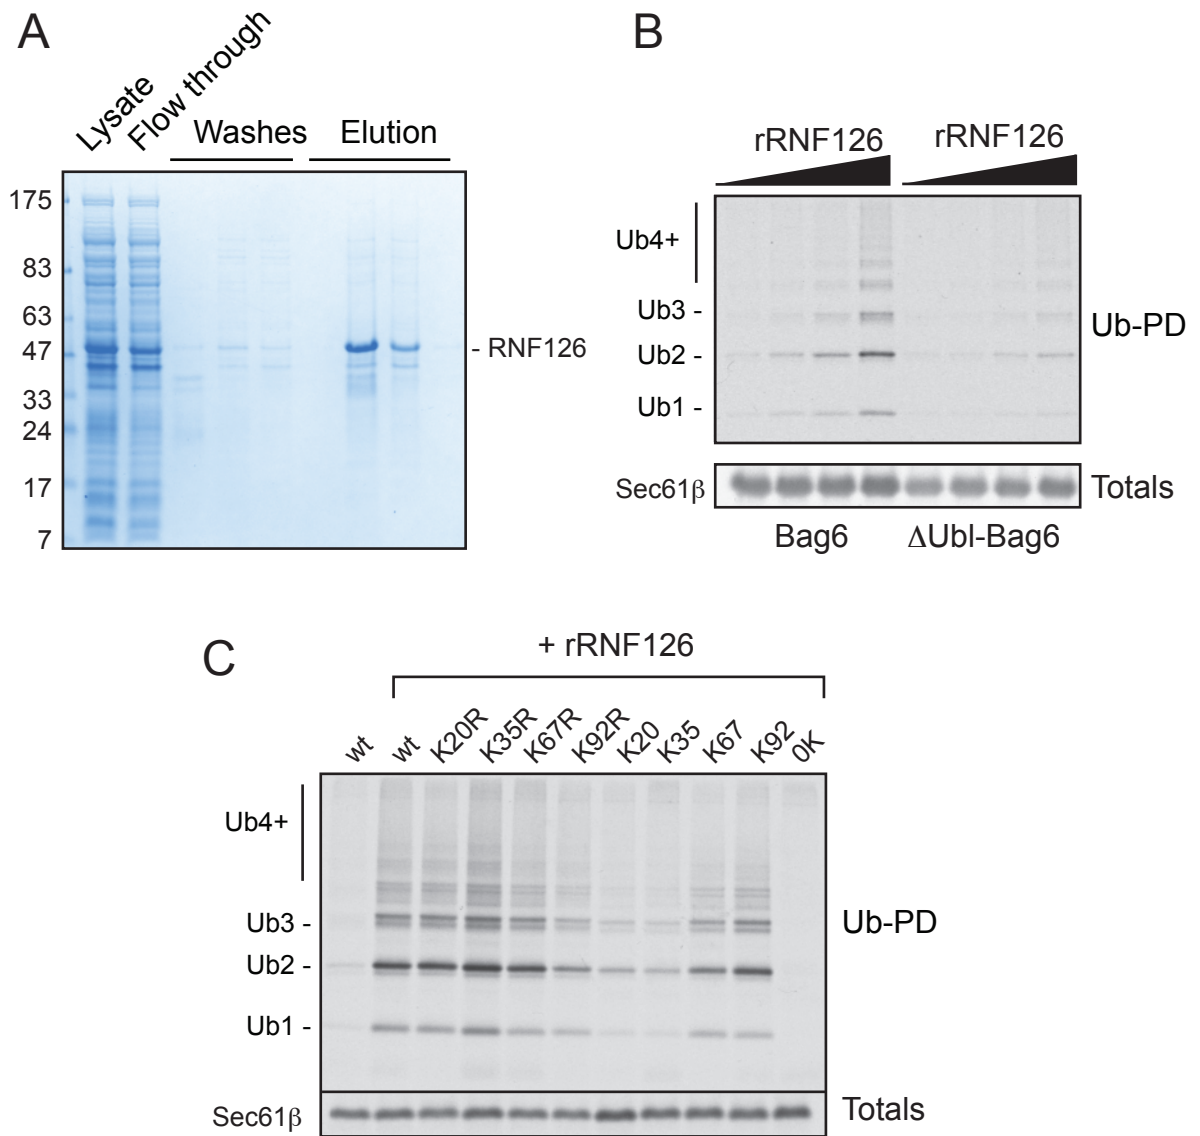 A
Lysate
Flow through
Washes
Elution
175
83
63
47
33
24
17
7
- RNF126
B
rRNF126
rRNF126
Ub4+
Ub3 -
Ub2 -
Ub1 -
Ub-PD
Sec61β
Totals
Bag6
ΔUbl-Bag6
C
+ rRNF126
wt
wt
K20R
K35R
K67R
K92R
K20
K35
K67
K92
0K
Ub4+
Ub3 -
Ub2 -
Ub1 -
Ub-PD
Sec61β
Totals